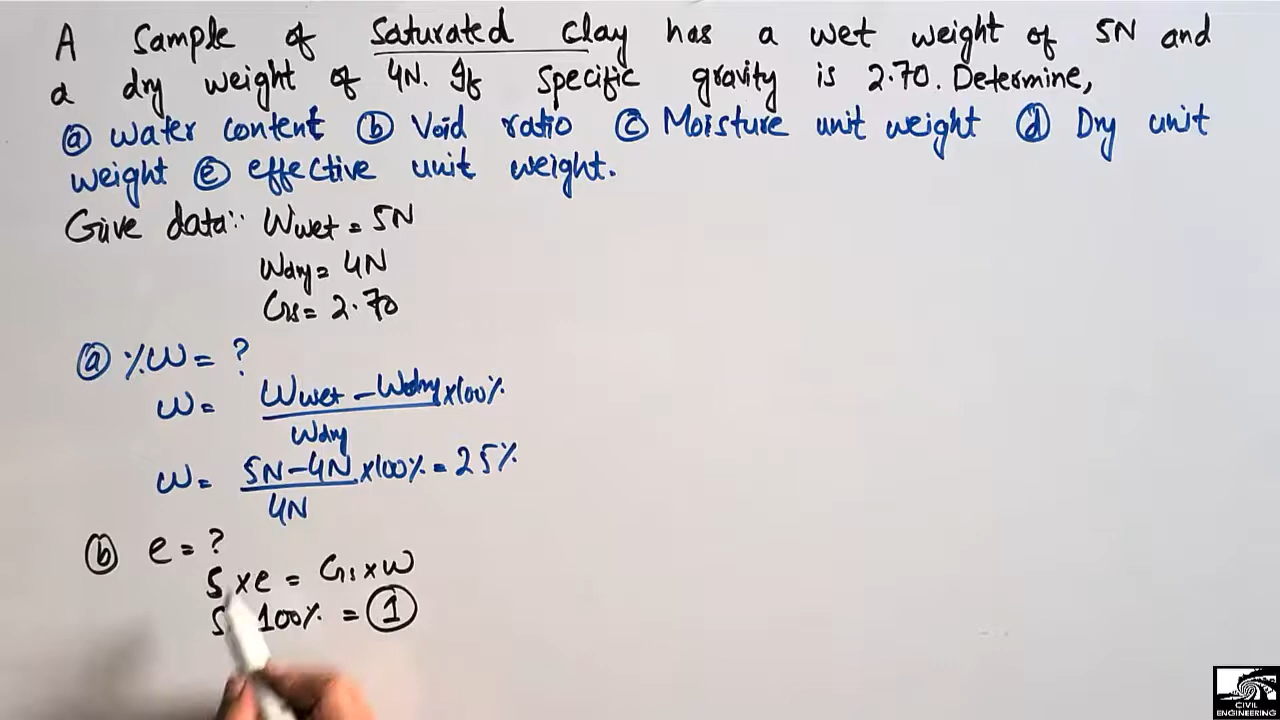 A Sample of Saturated Clay has a wet weight of 5N and
a dry weight of 4N. If Specific gravity is 2.70. Determine,
ⓐ Water content ⓑ Void ratio ⓒ Moisture unit weight ⓓ Dry unit
weight ⓔ effective unit weight.
Give data:- Wwet = 5N
Wdry = 4N
Gs = 2.70
ⓐ %W = ?
W = Wwet - Wdry x100%
Wdry
W = 5N - 4N x100% = 25%
4N
ⓑ e = ?
S x e = Gs x W
S 100% = ①
CIVIL
ENGINEERING